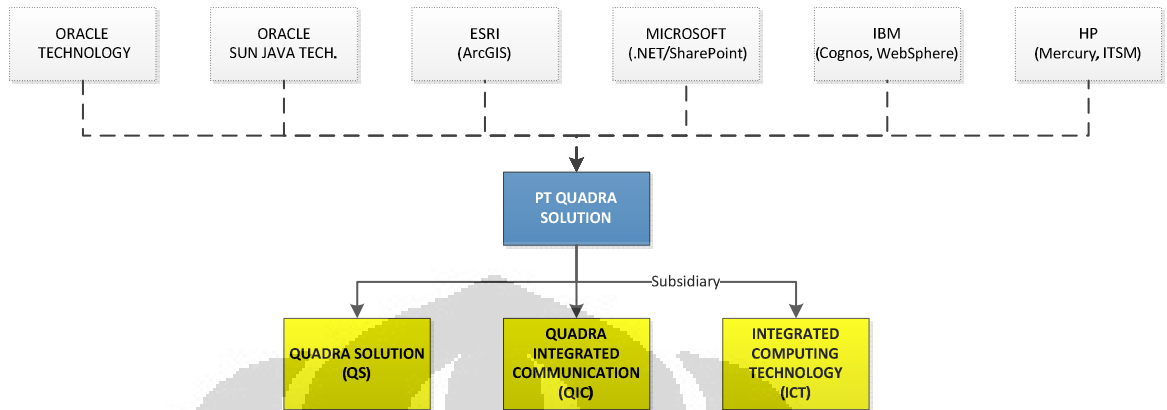 ORACLE
TECHNOLOGY
ORACLE
SUN JAVA TECH.
ESRI
(ArcGIS)
MICROSOFT
(.NET/SharePoint)
IBM
(Cognos, WebSphere)
HP
(Mercury, ITSM)
PT QUADRA
SOLUTION
Subsidiary
QUADRA SOLUTION
(QS)
QUADRA
INTEGRATED
COMMUNICATION
(QIC)
INTEGRATED
COMPUTING
TECHNOLOGY
(ICT)